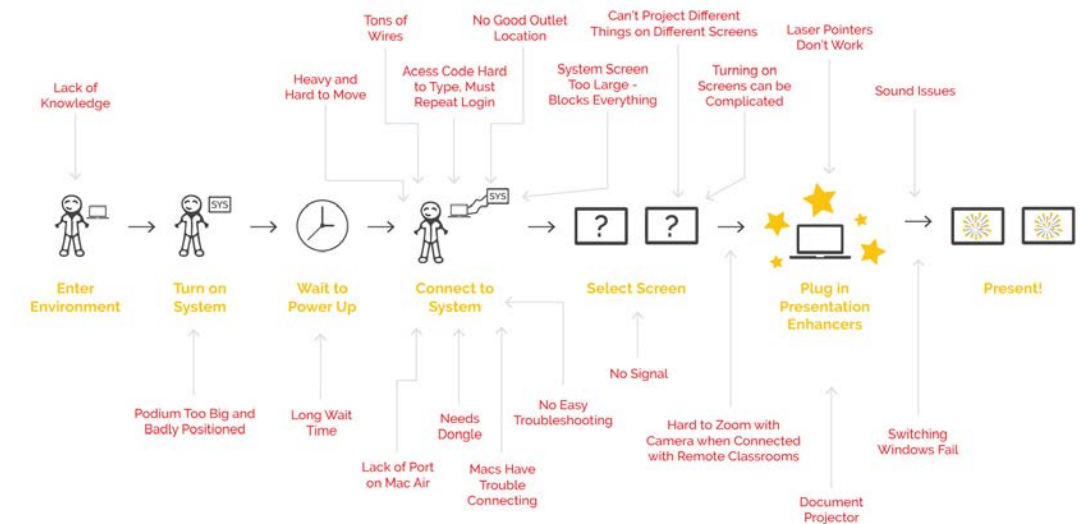 Tons of
Wires
No Good Outlet
Location
Can't Project Different
Things on Different Screens
Laser Pointers
Don't Work
Lack of
Knowledge
Heavy and
Hard to Move
Acess Code Hard
to Type, Must
Repeat Login
System Screen
Too Large -
Blocks Everything
Turning on
Screens can be
Complicated
Sound Issues
SYS
SYS
?
?
Enter
Environment
Turn on
System
Wait to
Power Up
Connect to
System
Select Screen
Plug in
Presentation
Enhancers
Present!
Podium Too Big and
Badly Positioned
Long Wait
Time
Lack of Port
on Mac Air
Needs
Dongle
Macs Have
Trouble
Connecting
No Easy
Troubleshooting
No Signal
Hard to Zoom with
Camera when Connected
with Remote Classrooms
Document
Projector
Switching
Windows Fail